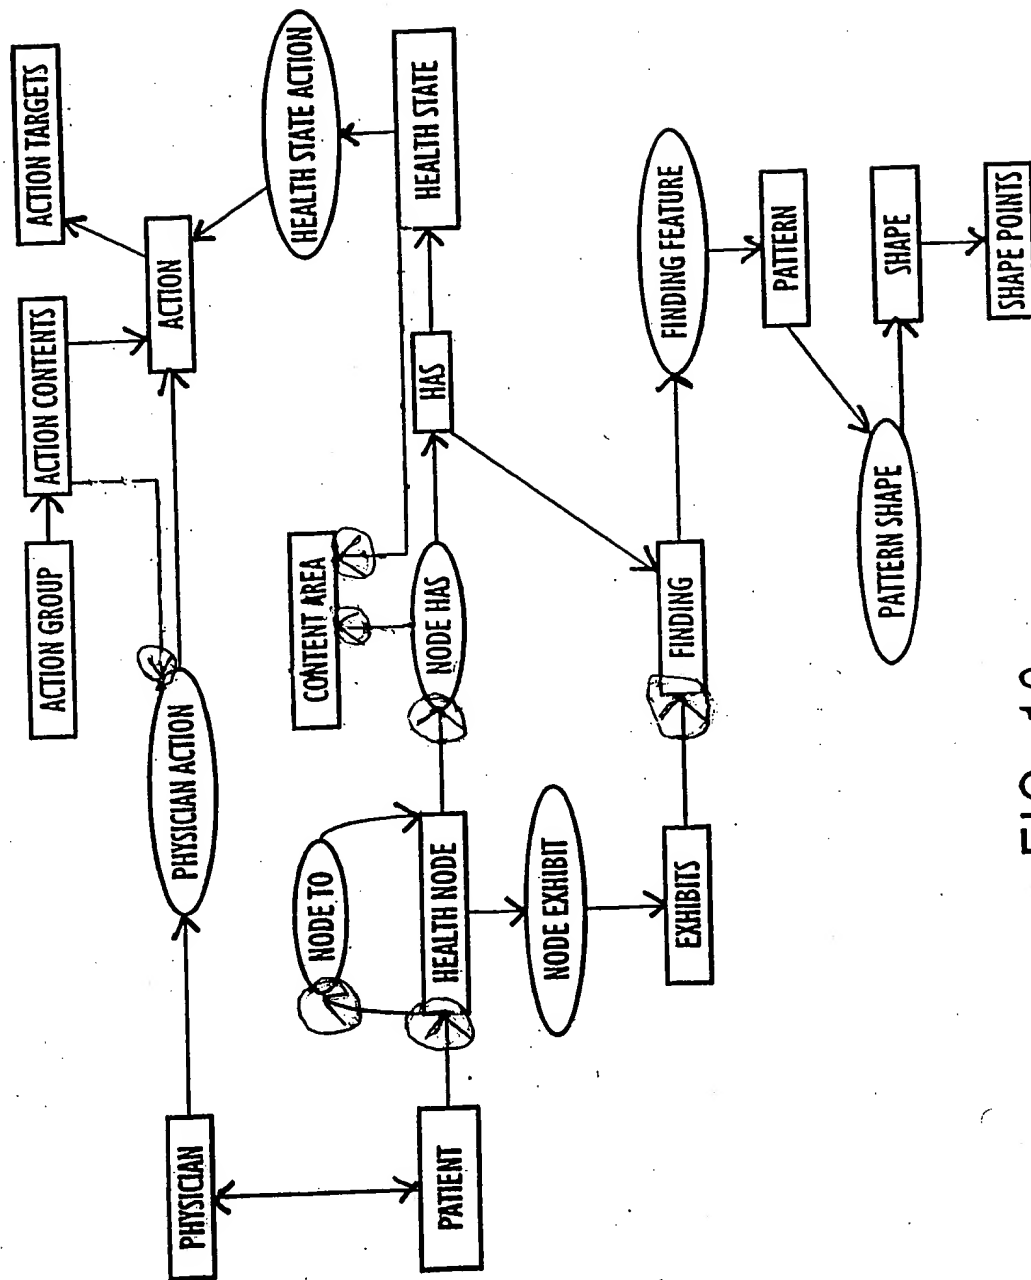 ACTION GROUP
ACTION CONTENTS
ACTION TARGETS
PHYSICIAN
PHYSICIAN ACTION
ACTION
NODE TO
CONTENT AREA
HEALTH STATE ACTION
PATIENT
HEALTH NODE
NODE HAS
HAS
HEALTH STATE
NODE EXHIBIT
EXHIBITS
FINDING
FINDING FEATURE
PATTERN
PATTERN SHAPE
SHAPE
SHAPE POINTS
FIG.